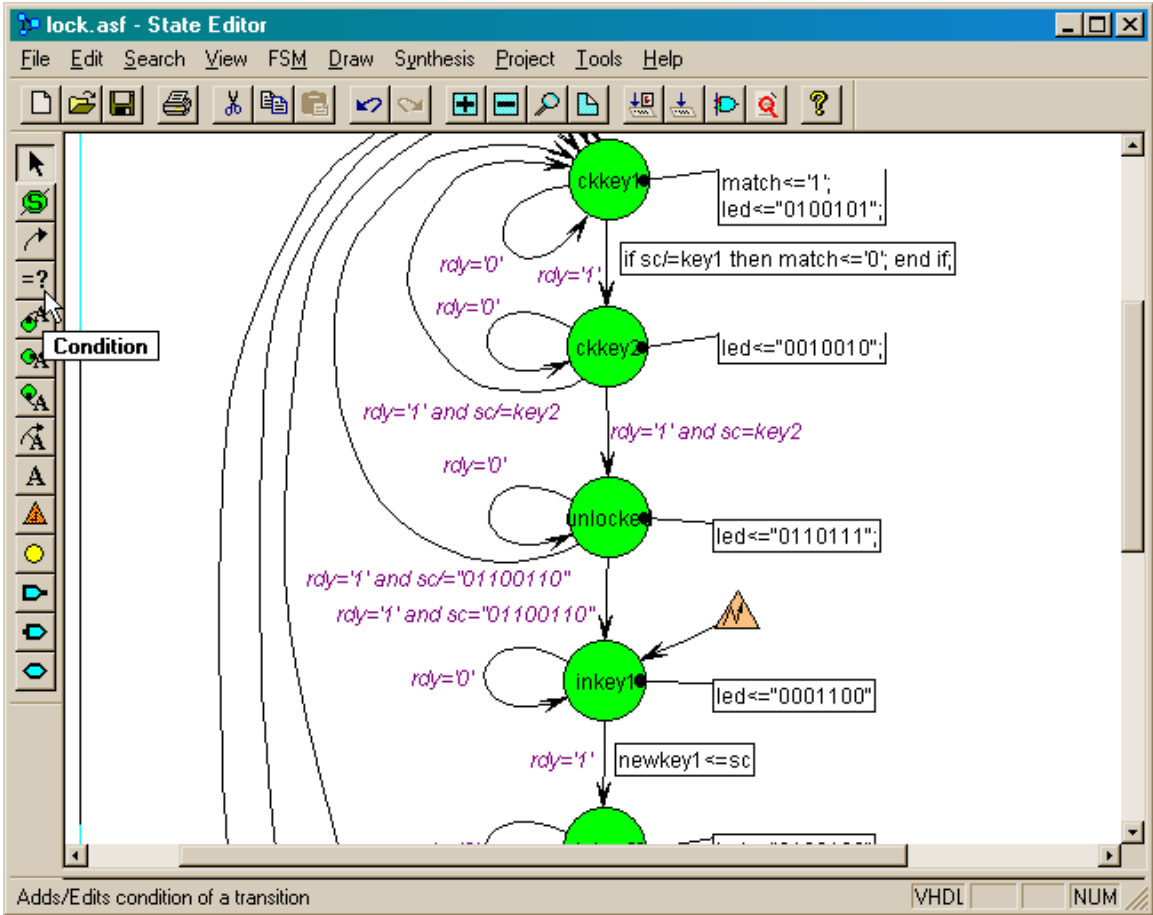 lock.asf - State Editor
File Edit Search View FSM Draw Synthesis Project Tools Help
ckkey1
match<='1';
led<="0100101";
if sc/=key1 then match<='0'; end if;
rdy='0'
rdy='1'
rdy='0'
=?
Condition
ckkey2
led<="0010010";
rdy='1' and sc/=key2
rdy='1' and sc=key2
rdy='0'
unlocked
led<="0110111";
rdy='1' and sc/="01100110"
rdy='1' and sc="01100110"
rdy='0'
inkey1
led<="0001100"
rdy='1'
newkey1<=sc
Adds/Edits condition of a transition
VHDL
NUM